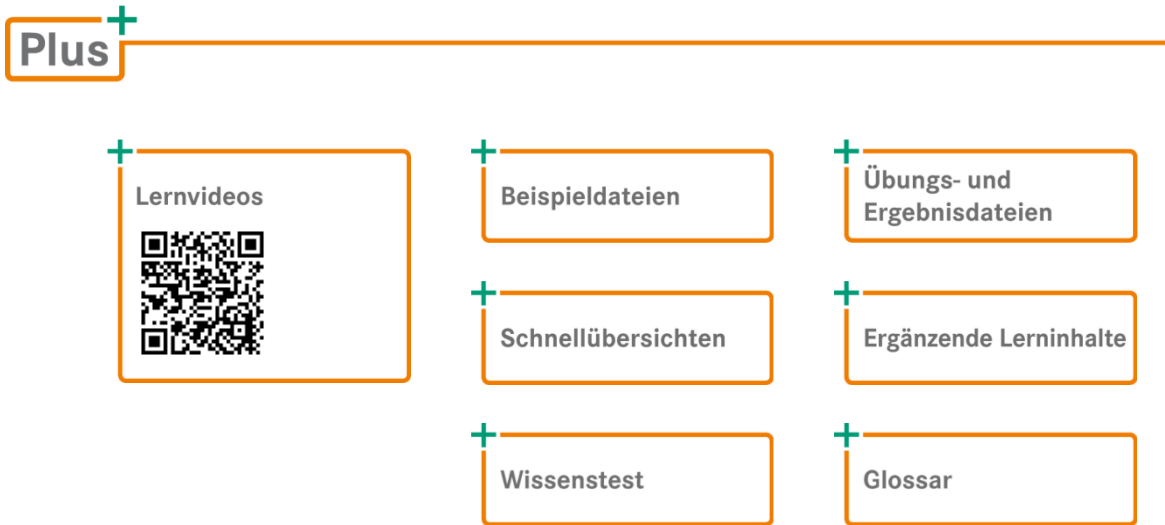 Plus
Lernvideos
Beispieldateien
Übungs- und
Ergebnisdateien
Schnellübersichten
Ergänzende Lerninhalte
Wissenstest
Glossar